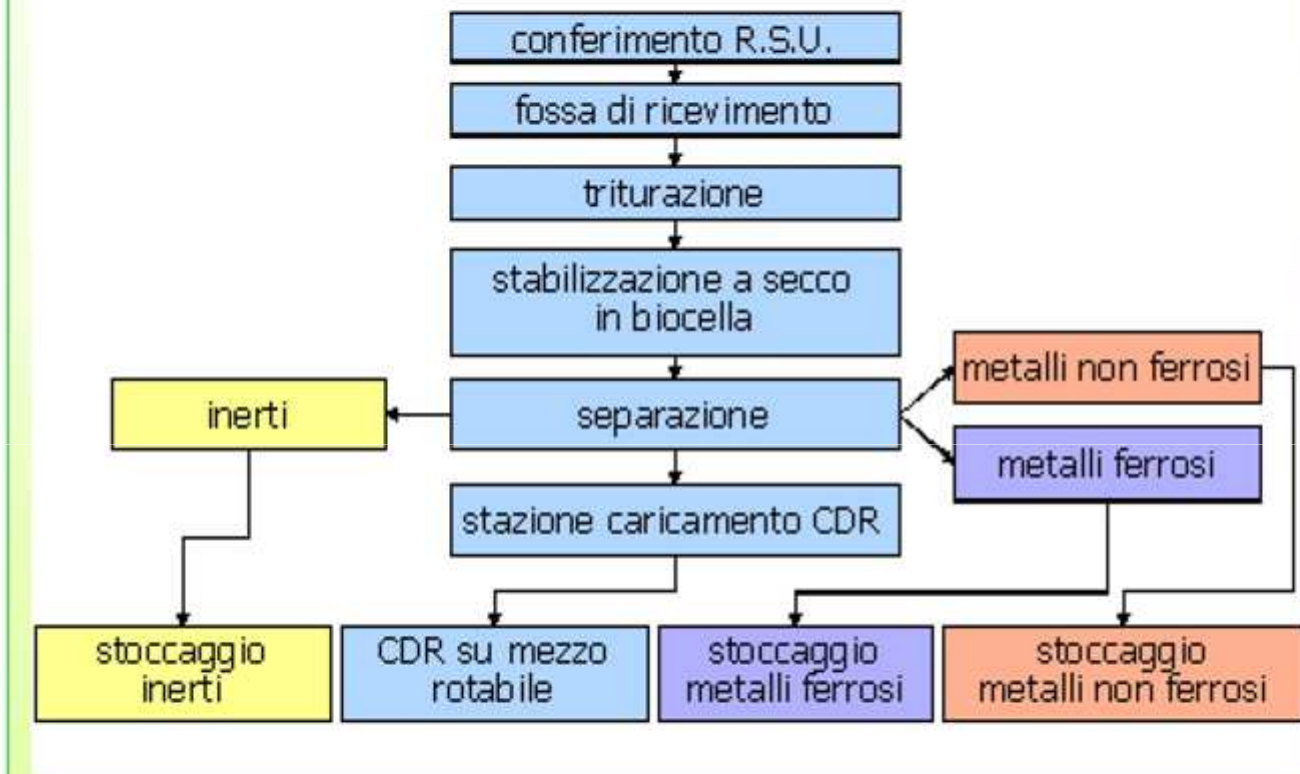 conferimento R.S.U.
fossa di ricevimento
triturazione
stabilizzazione a secco
in biocella
metalli non ferrosi
inerti
separazione
metalli ferrosi
stazione caricamento CDR
stoccaggio
inerti
CDR su mezzo
rotabile
stoccaggio
metalli ferrosi
stoccaggio
metalli non ferrosi